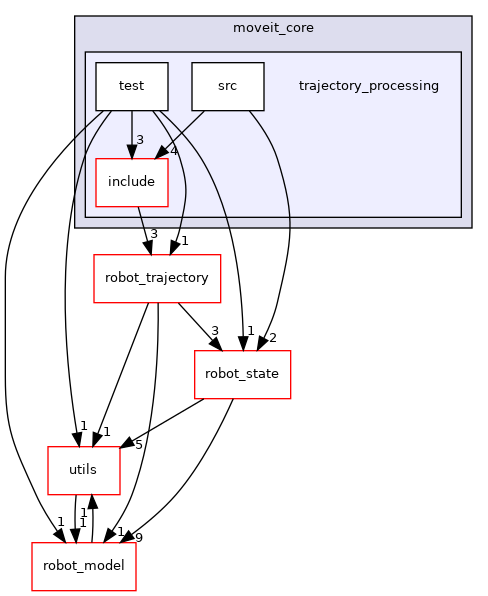 moveit_core
test
src
trajectory_processing
3
4
include
3
1
robot_trajectory
3
1
2
robot_state
1
1
5
utils
1
1
1
1
9
robot_model